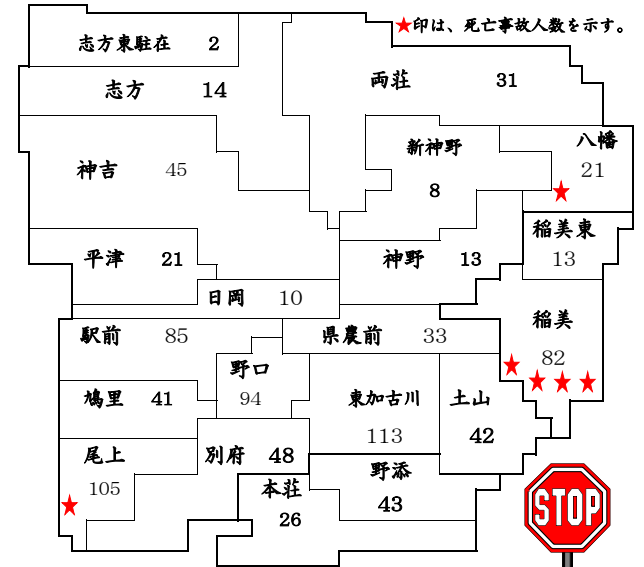 ★印は、死亡事故人数を示す。
志方東駐在 2
志方 14
両荘 31
神吉 45
新神野
8
八幡
21
平津 21
神野 13
稲美東
13
日岡 10
稲美
82
駅前 85
県農前 33
野口
94
鳩里 41
東加古川
113
土山
42
尾上
105
別府 48
野添
43
本荘
26
STOP